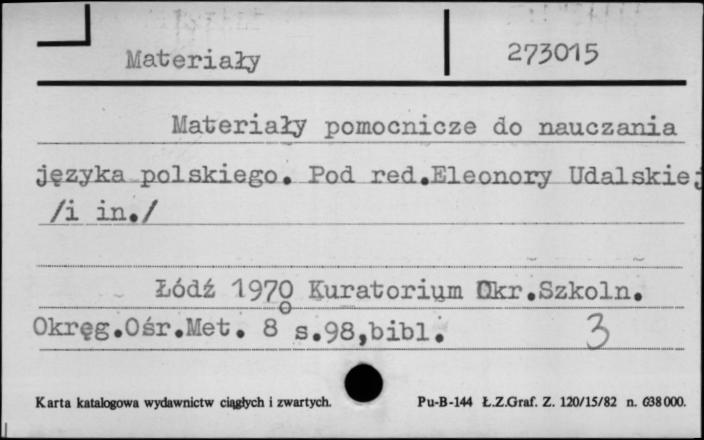 Materiały 273015
Materiały pomocnicze do nauczania
języka polskiego. Pod red.Eleonory Udalskiej
/i in./
Łódź 1970 Kuratorium Okr.Szkoln.
Okręg.Ośr.Met. 8° s.98,bibl.
3
Karta katalogowa wydawnictw ciągłych i zwartych. Pu-B-144 Ł.Z.Graf. Z. 120/15/82 n. 638000.